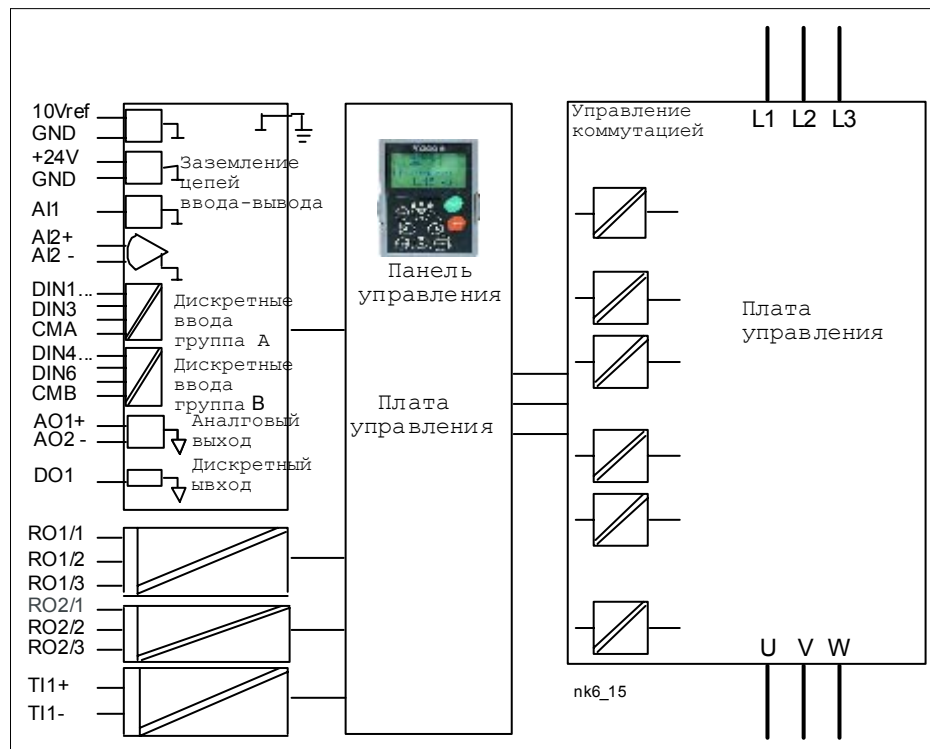 10Vref
GND
+24V
GND
AI1
AI2+
AI2 -
DIN1...
DIN3
CMA
DIN4...
DIN6
CMB
AO1+
AO2 -
DO1
RO1/1
RO1/2
RO1/3
RO2/1
RO2/2
RO2/3
TI1+
TI1-
Заземление
цепей
ввода-вывода
Дискретные
ввода
группа А
Дискретные
ввода
группа В
Аналговый
выход
Дискретный
ывход
Панель
управления
Плата
управления
Управление
коммутацией
L1 L2 L3
Плата
управления
U V W
nk6_15